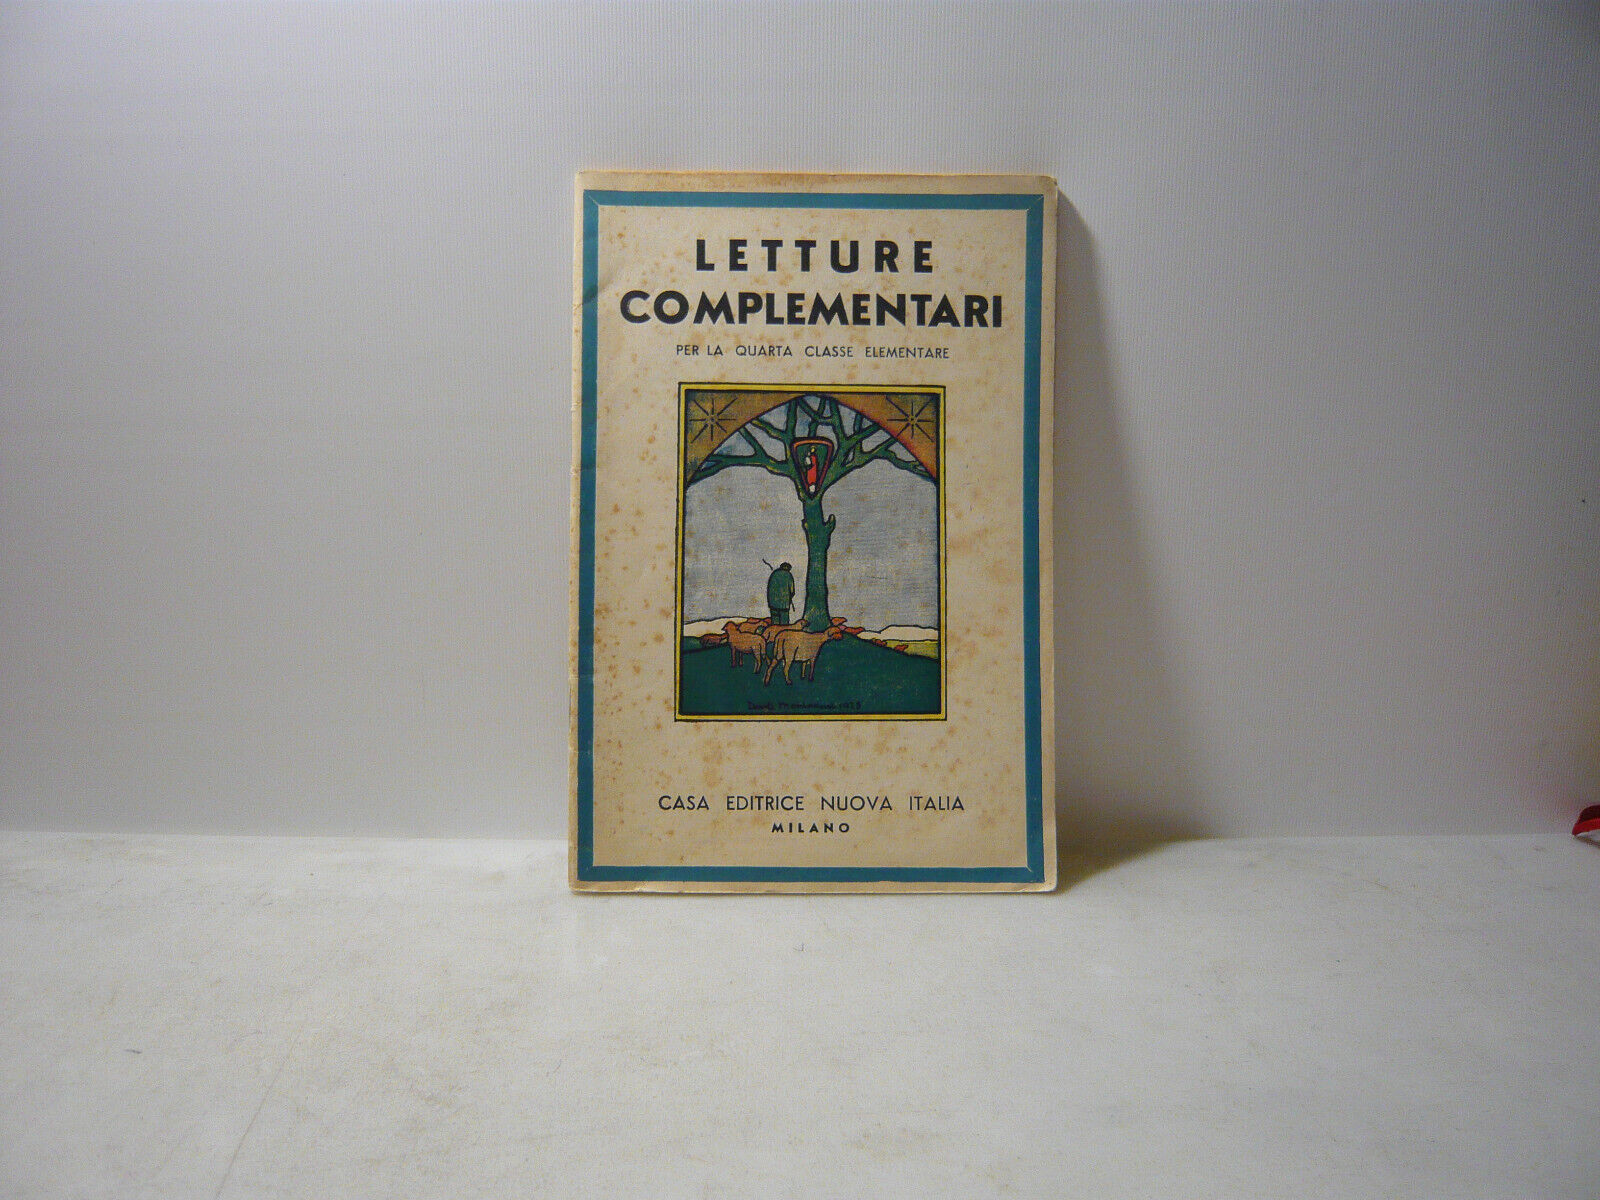 LETTURE
COMPLEMENTARI
PER LA QUARTA CLASSE ELEMENTARE
CASA EDITRICE NUOVA ITALIA
MILANO